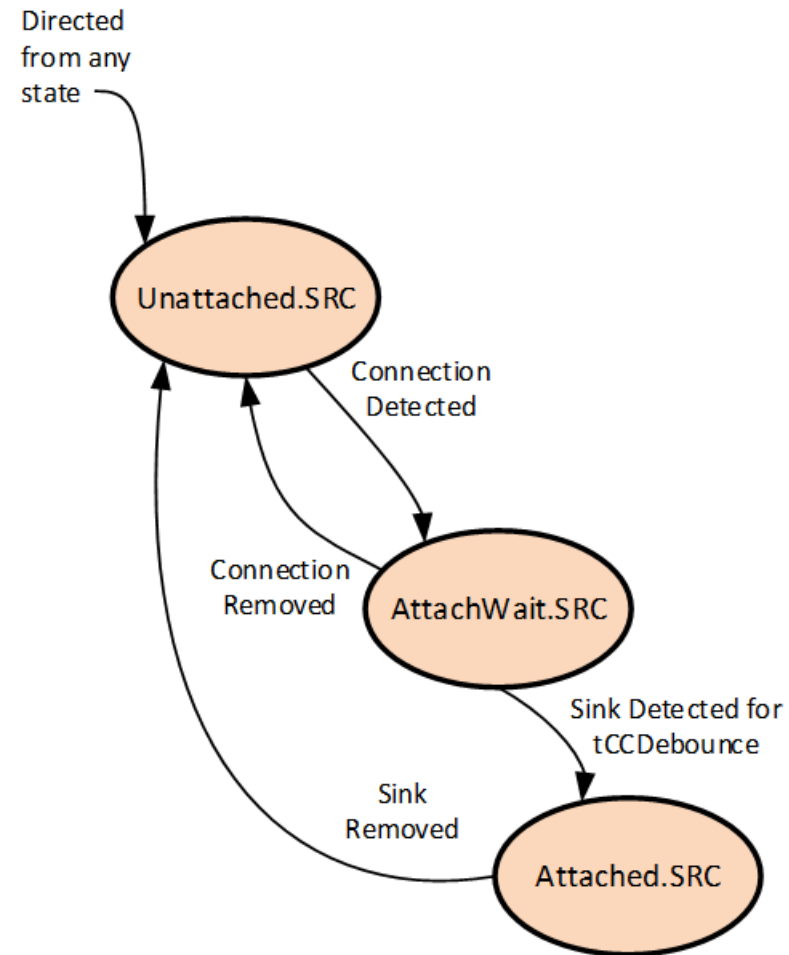 Directed
from any
state
Unattached.SRC
Connection
Detected
Connection
Removed
AttachWait.SRC
Sink Detected for
tCCDebounce
Sink
Removed
Attached.SRC